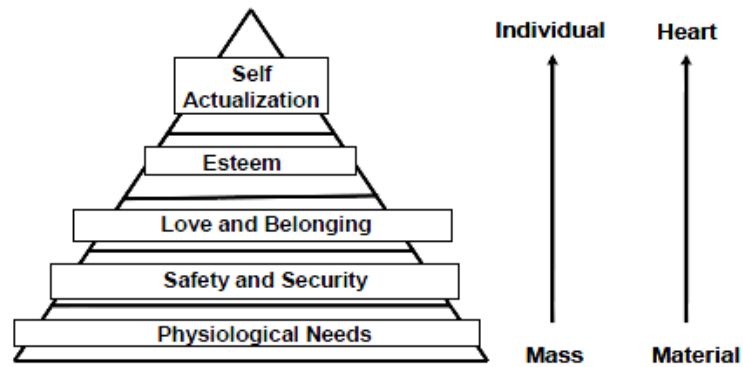 Individual Heart
Self
Actualization
Esteem
Love and Belonging
Safety and Security
Physiological Needs
Mass Material